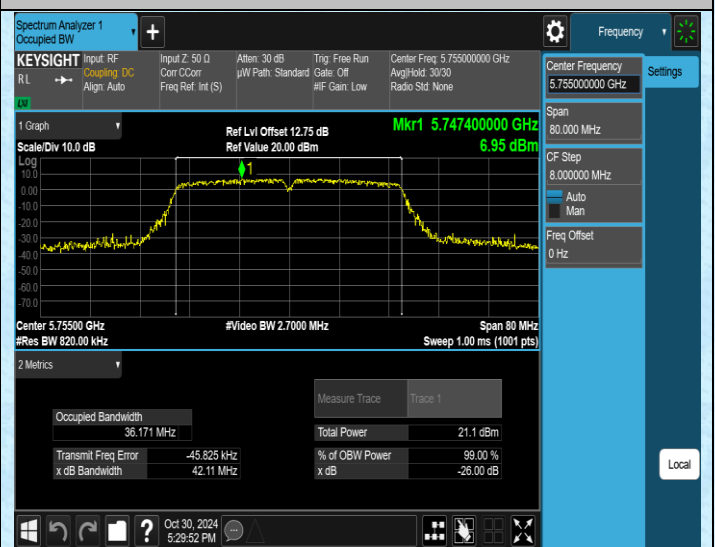 Spectrum Analyzer 1
Occupied BW
+
Frequency
KEYSIGHT
RL
LXI
Input: RF
Coupling: DC
Align: Auto
Input Z: 50 Ω
Corr CCorr
Freq Ref: Int (S)
Atten: 30 dB
µW Path: Standard
Trig: Free Run
Gate: Off
#IF Gain: Low
Center Freq: 5.755000000 GHz
Avg|Hold: 30/30
Radio Std: None
Center Frequency
5.755000000 GHz
Settings
Span
80.000 MHz
CF Step
8.000000 MHz
Auto
Man
Freq Offset
0 Hz
Local
1 Graph
Scale/Div 10.0 dB
Ref Lvl Offset 12.75 dB
Ref Value 20.00 dBm
Mkr1 5.747400000 GHz
6.95 dBm
Log
1
10.0
0.00
-10.0
-20.0
-30.0
-40.0
-50.0
-60.0
-70.0
Center 5.75500 GHz
#Video BW 2.7000 MHz
Span 80 MHz
#Res BW 820.00 kHz
Sweep 1.00 ms (1001 pts)
2 Metrics
Measure Trace
Trace 1
Occupied Bandwidth
36.171 MHz
Total Power
21.1 dBm
Transmit Freq Error
-45.825 kHz
% of OBW Power
99.00 %
x dB Bandwidth
42.11 MHz
x dB
-26.00 dB
?
Oct 30, 2024
5:29:52 PM